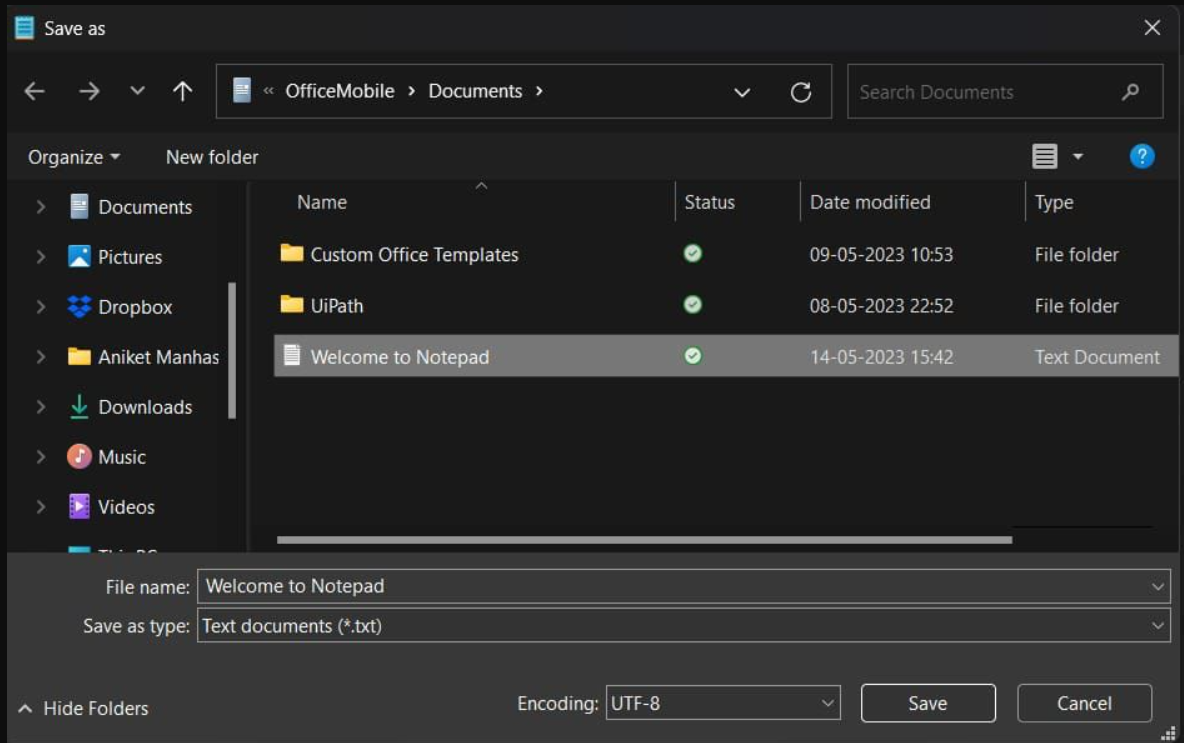 Save as
« OfficeMobile > Documents >
Search Documents
Organize
New folder
Documents
Pictures
Dropbox
Aniket Manhas
Downloads
Music
Videos
This PC
Name Status Date modified Type
Custom Office Templates 09-05-2023 10:53 File folder
UiPath 08-05-2023 22:52 File folder
Welcome to Notepad 14-05-2023 15:42 Text Document
File name: Welcome to Notepad
Save as type: Text documents (*.txt)
Hide Folders
Encoding: UTF-8
Save
Cancel